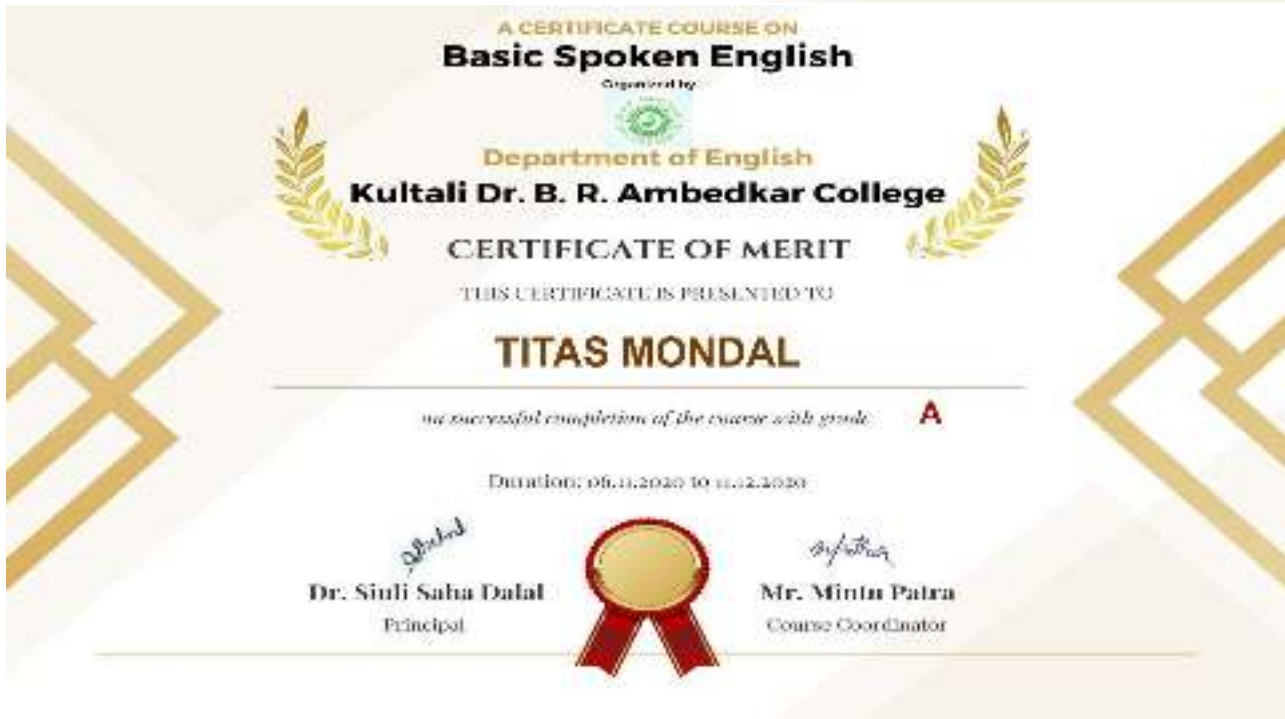 A CERTIFICATE COURSE ON
Basic Spoken English
Organized by
Department of English
Kultali Dr. B. R. Ambedkar College
CERTIFICATE OF MERIT
THIS CERTIFICATE IS PRESENTED TO
TITAS MONDAL
on successful completion of the course with grade A
Duration: 06.11.2020 to 11.12.2020
Dr. Siuli Saha Dalal
Principal
Mr. Mintu Patra
Course Coordinator